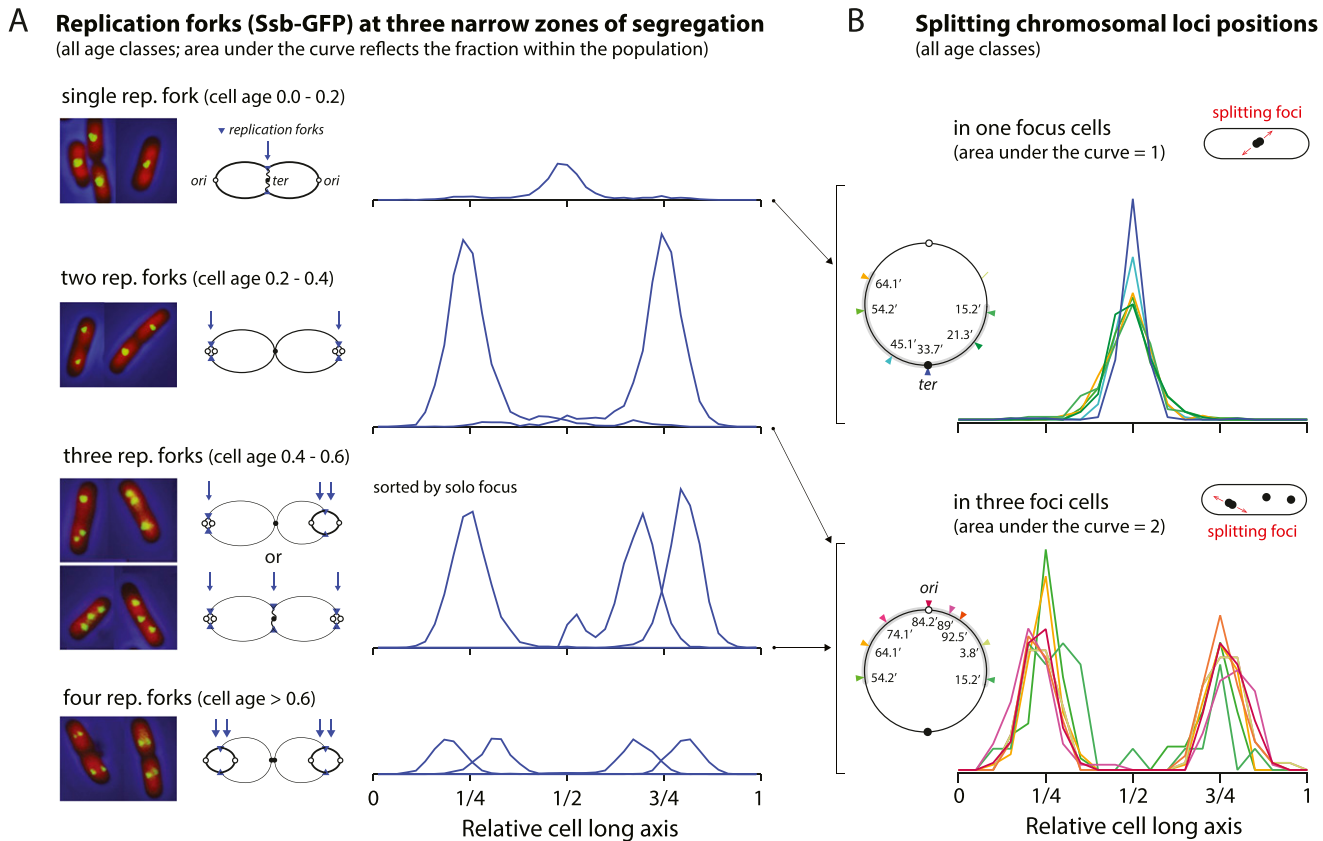 A
Replication forks (Ssb-GFP) at three narrow zones of segregation
(all age classes; area under the curve reflects the fraction within the population)
single rep. fork (cell age 0.0 - 0.2)
replication forks
ori
ter
ori
two rep. forks (cell age 0.2 - 0.4)
three rep. forks (cell age 0.4 - 0.6)
or
sorted by solo focus
four rep. forks (cell age > 0.6)
0
1/4
1/2
3/4
1
Relative cell long axis
B
Splitting chromosomal loci positions
(all age classes)
in one focus cells
(area under the curve = 1)
splitting foci
64.1'
54.2'
45.1'
33.7'
21.3'
15.2'
ter
in three foci cells
(area under the curve = 2)
splitting foci
ori
84.2'
89'
74.1'
92.5'
64.1'
3.8'
54.2'
15.2'
0
1/4
1/2
3/4
1
Relative cell long axis